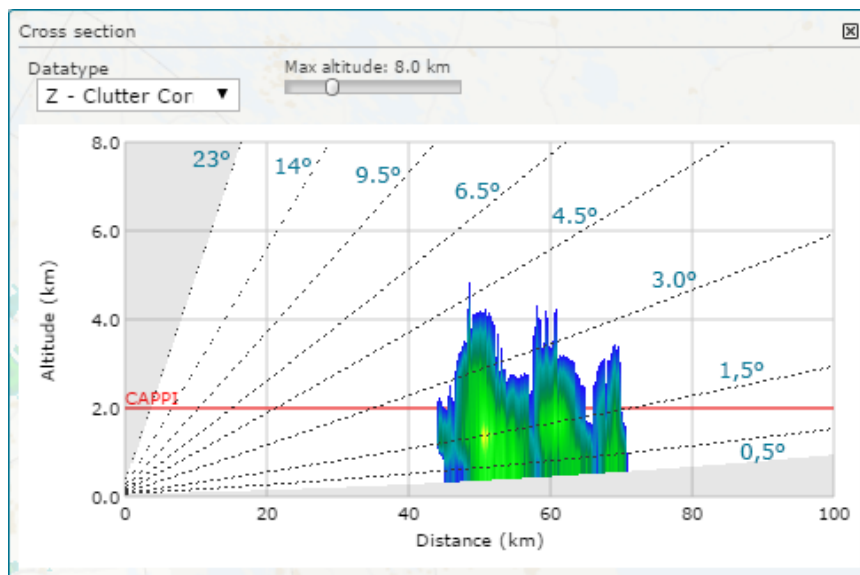 Cross section
Datatype
Max altitude: 8.0 km
Z - Clutter Cor
8.0
6.0
4.0
2.0
0.0
Altitude (km)
23º
14º
9.5º
6.5º
4.5º
3.0º
1,5º
0,5º
CAPPI
0
20
40
60
80
100
Distance (km)